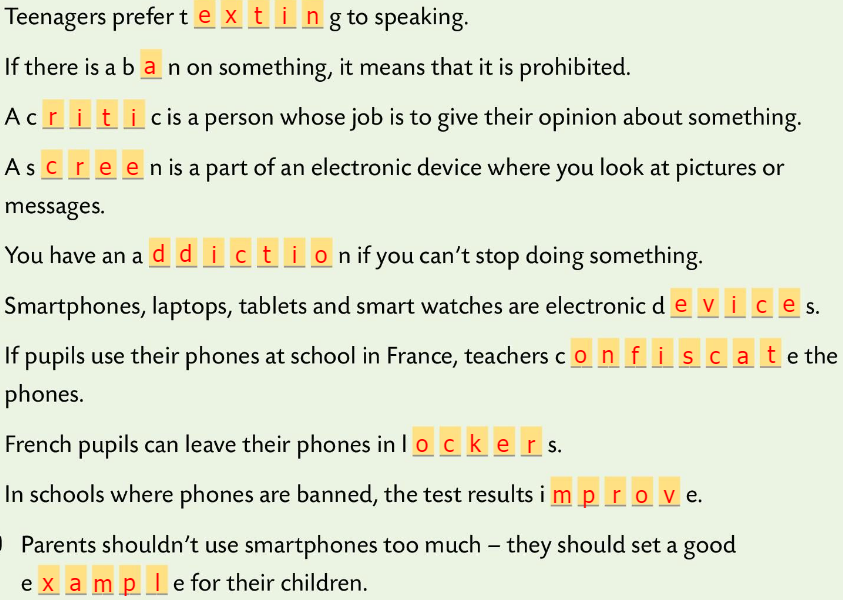 Teenagers prefer t e x t i n g to speaking.
If there is a b a n on something, it means that it is prohibited.
A c r i t i c is a person whose job is to give their opinion about something.
A s c r e e n is a part of an electronic device where you look at pictures or
messages.
You have an a d d i c t i o n if you can't stop doing something.
Smartphones, laptops, tablets and smart watches are electronic d e v i c e s.
If pupils use their phones at school in France, teachers c o n f i s c a t e the
phones.
French pupils can leave their phones in l o c k e r s.
In schools where phones are banned, the test results i m p r o v e.
Parents shouldn't use smartphones too much – they should set a good
e x a m p l e for their children.